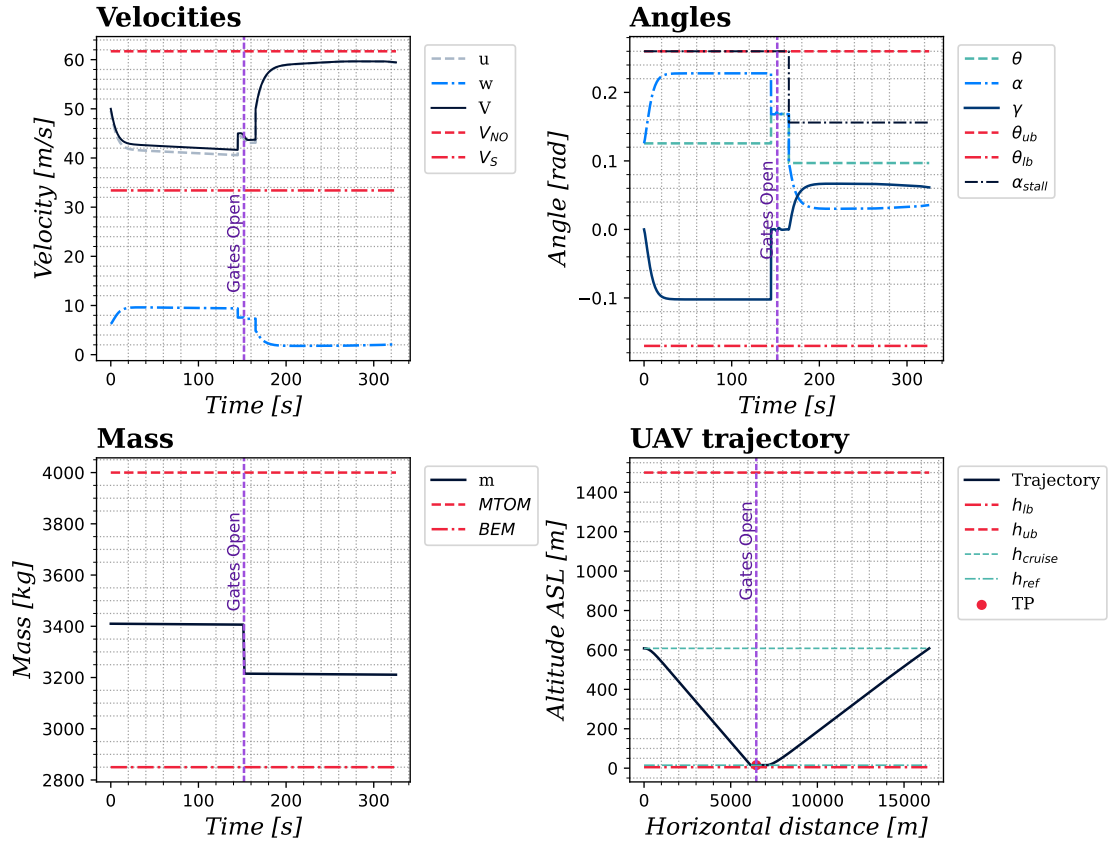 Velocities
Velocity [m/s]
60
50
40
30
20
10
0
0
100
200
300
Time [s]
Gates Open
u
w
V
V_NO
V_S
Angles
Angle [rad]
0.2
0.1
0.0
−0.1
0
100
200
300
Time [s]
Gates Open
θ
α
γ
θ_ub
θ_lb
α_stall
Mass
Mass [kg]
4000
3800
3600
3400
3200
3000
2800
0
100
200
300
Time [s]
Gates Open
m
MTOM
BEM
UAV trajectory
Altitude ASL [m]
1400
1200
1000
800
600
400
200
0
0
5000
10000
15000
Horizontal distance [m]
Gates Open
Trajectory
h_lb
h_ub
h_cruise
h_ref
TP